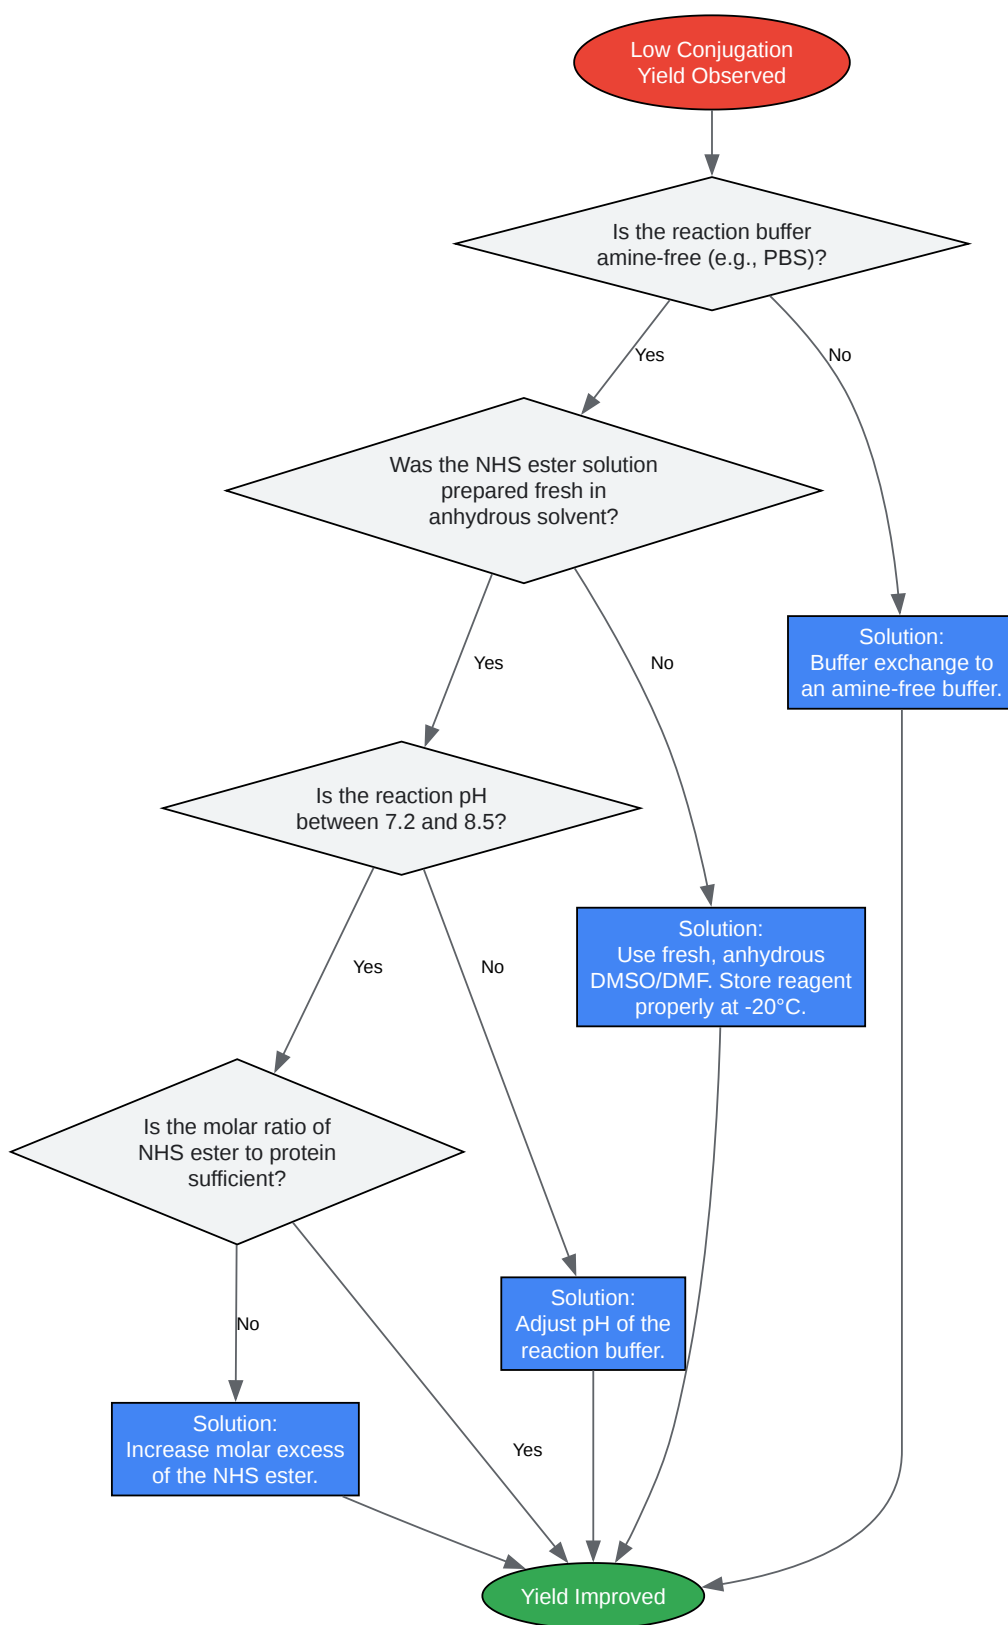 Low Conjugation
Yield Observed
Is the reaction buffer
amine-free (e.g., PBS)?
Yes
No
Was the NHS ester solution
prepared fresh in
anhydrous solvent?
Solution:
Buffer exchange to
an amine-free buffer.
Yes
No
Is the reaction pH
between 7.2 and 8.5?
Solution:
Use fresh, anhydrous
DMSO/DMF. Store reagent
properly at -20°C.
Yes
No
Is the molar ratio of
NHS ester to protein
sufficient?
Solution:
Adjust pH of the
reaction buffer.
No
Yes
Solution:
Increase molar excess
of the NHS ester.
Yield Improved